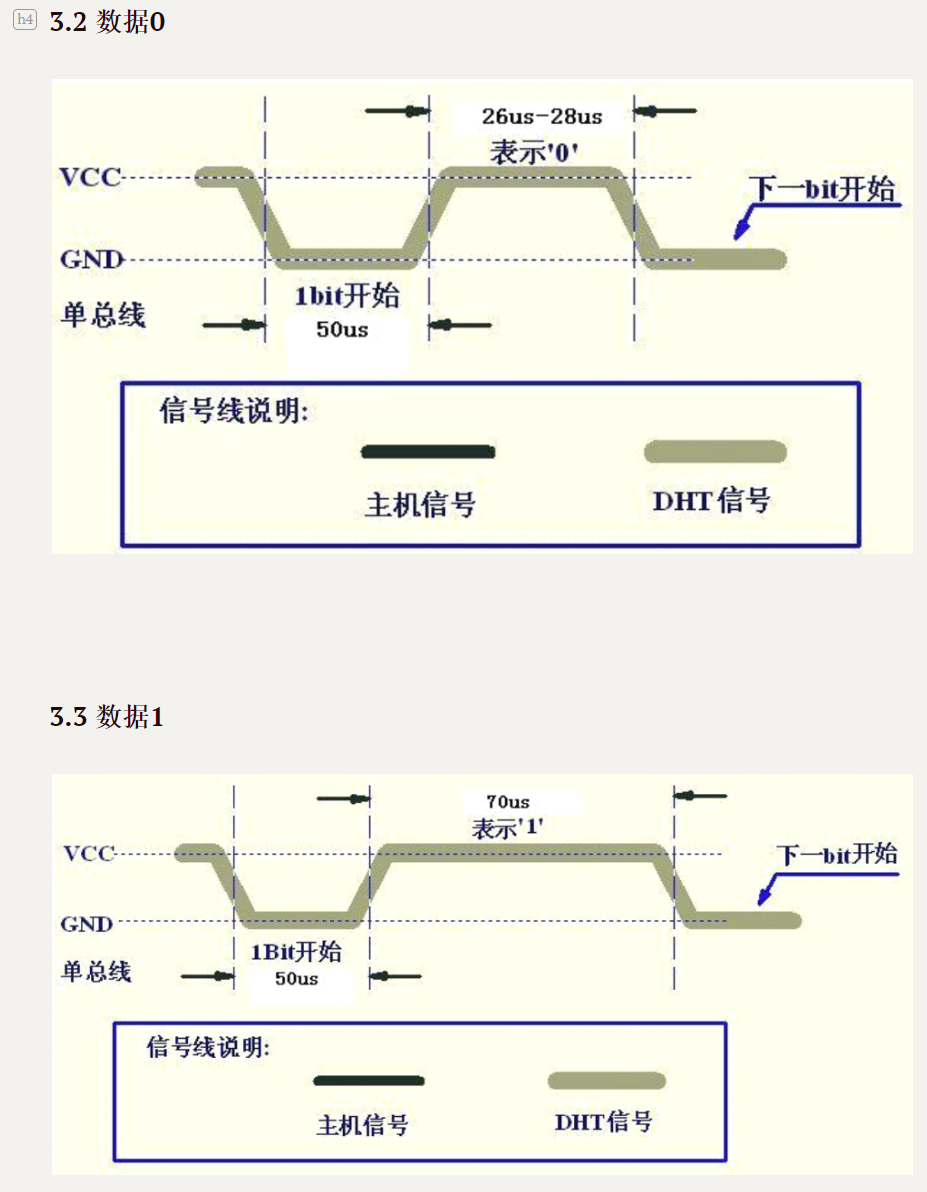 h4 3.2 数据0
26us-28us
表示'0'
VCC
下一bit开始
GND
1bit开始
单总线
50us
信号线说明:
主机信号
DHT信号
3.3 数据1
70us
表示'1'
VCC
下一bit开始
GND
1Bit开始
单总线
50us
信号线说明:
主机信号
DHT信号